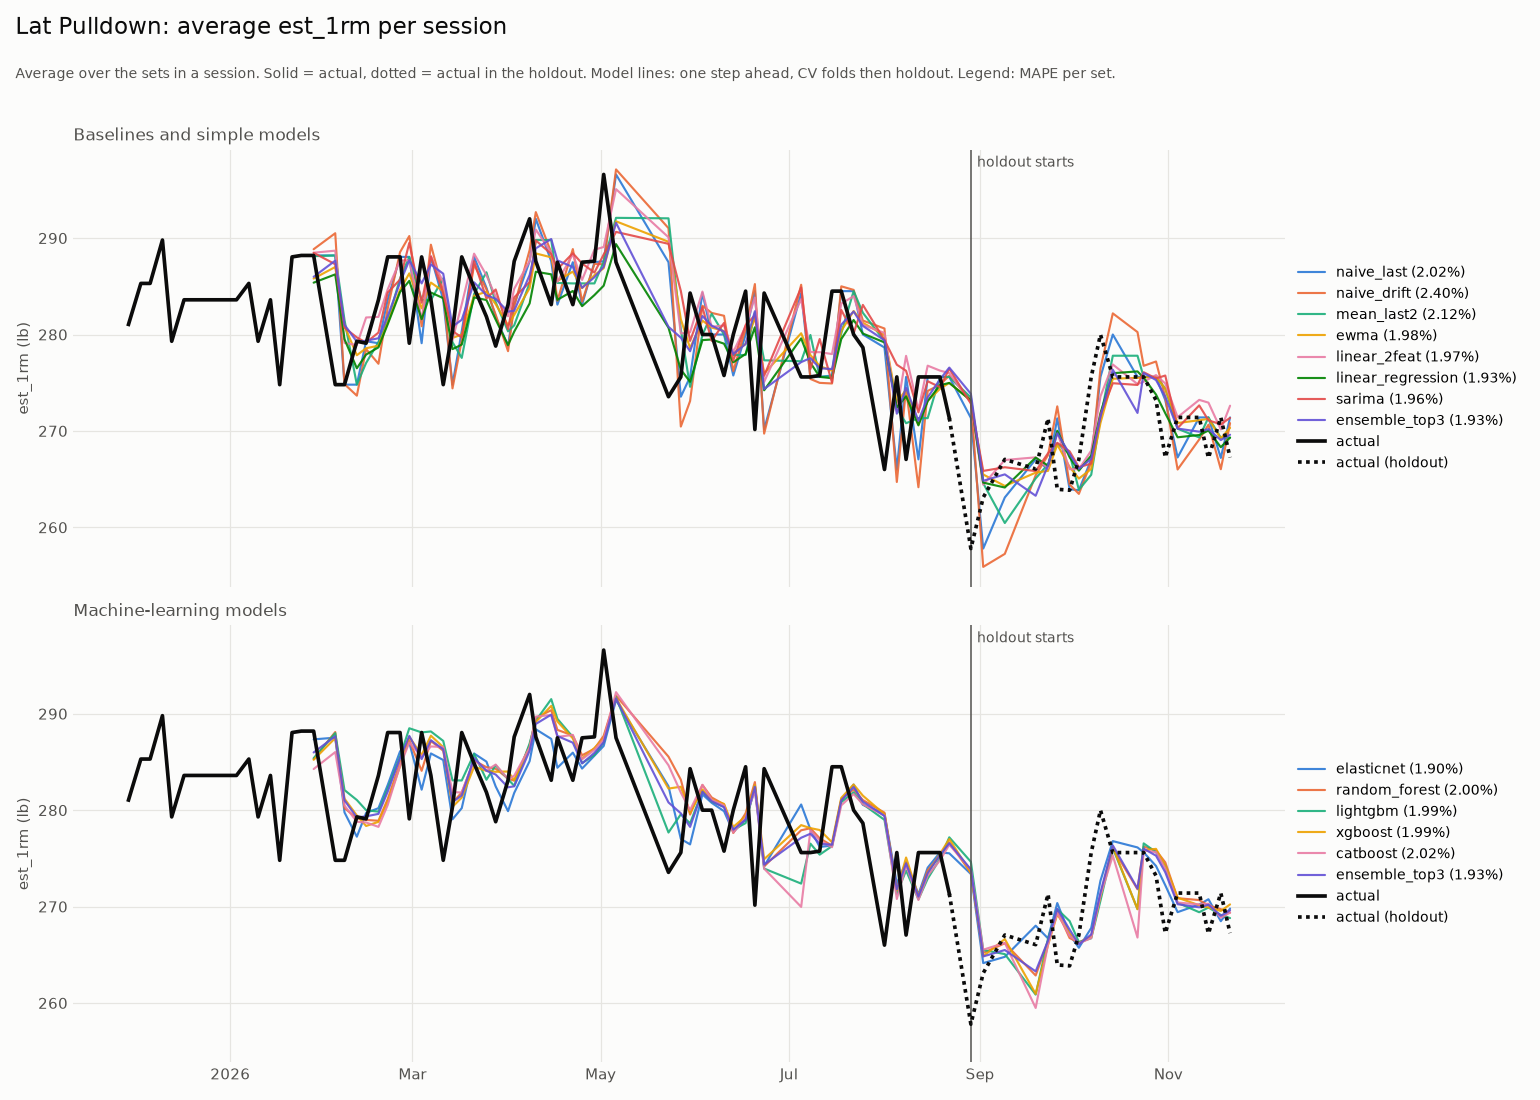 Lat Pulldown: average est_1rm per session
Average over the sets in a session. Solid = actual, dotted = actual in the holdout. Model lines: one step ahead, CV folds then holdout. Legend: MAPE per set.
Baselines and simple models
holdout starts
290
280
270
260
est_1rm (lb)
naive_last (2.02%)
naive_drift (2.40%)
mean_last2 (2.12%)
ewma (1.98%)
linear_2feat (1.97%)
linear_regression (1.93%)
sarima (1.96%)
ensemble_top3 (1.93%)
actual
actual (holdout)
Machine-learning models
holdout starts
290
280
270
260
est_1rm (lb)
elasticnet (1.90%)
random_forest (2.00%)
lightgbm (1.99%)
xgboost (1.99%)
catboost (2.02%)
ensemble_top3 (1.93%)
actual
actual (holdout)
2026
Mar
May
Jul
Sep
Nov